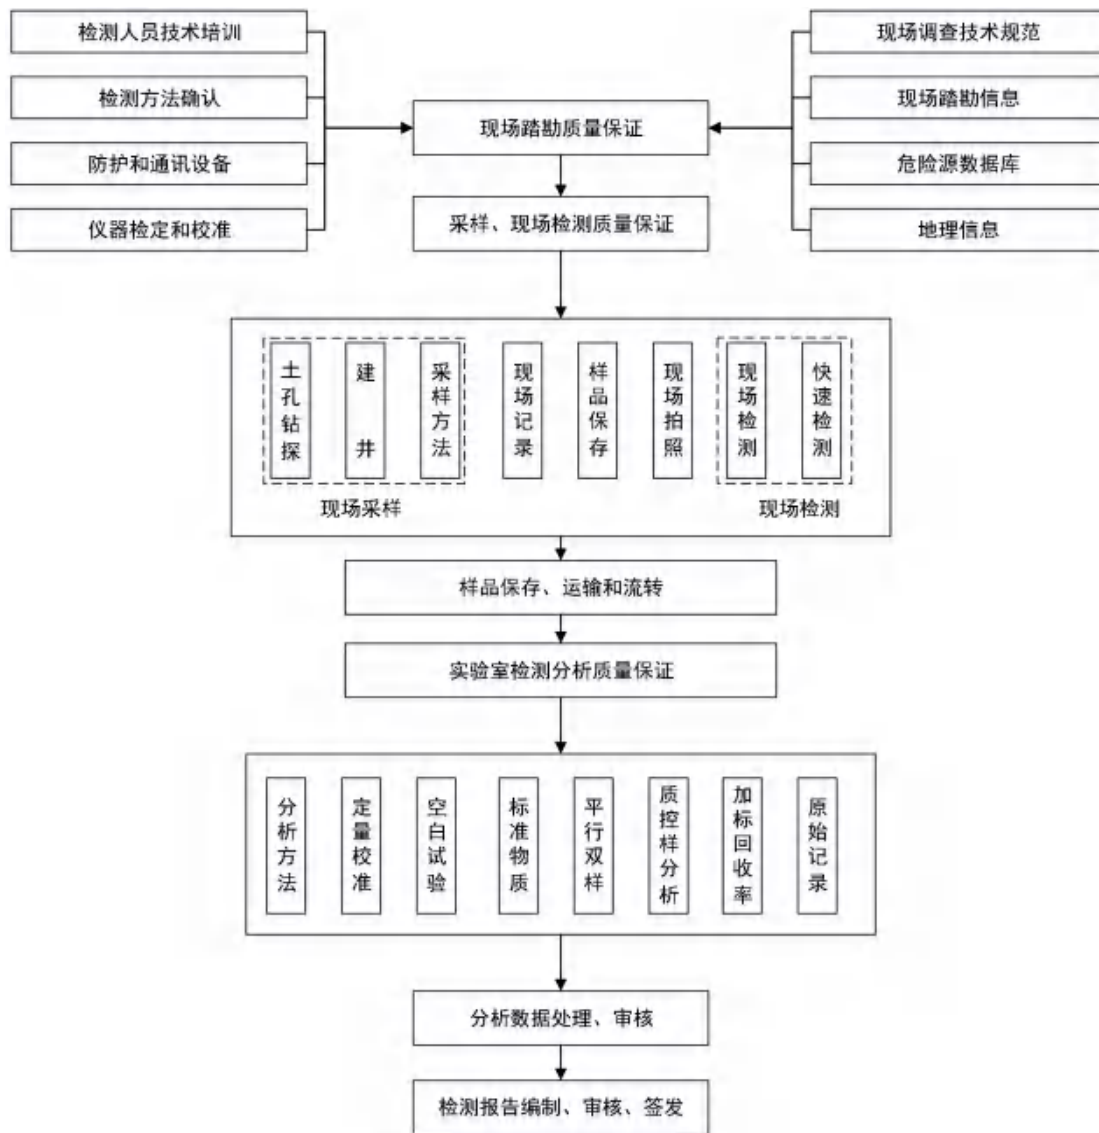 检测人员技术培训
检测方法确认
防护和通讯设备
仪器检定和校准
现场调查技术规范
现场踏勘信息
危险源数据库
地理信息
现场踏勘质量保证
采样、现场检测质量保证
土孔钻探
建井
采样方法
现场记录
样品保存
现场拍照
现场检测
快速检测
现场采样
现场检测
样品保存、运输和流转
实验室检测分析质量保证
分析方法
定量校准
空白试验
标准物质
平行双样
质控样分析
加标回收率
原始记录
分析数据处理、审核
检测报告编制、审核、签发